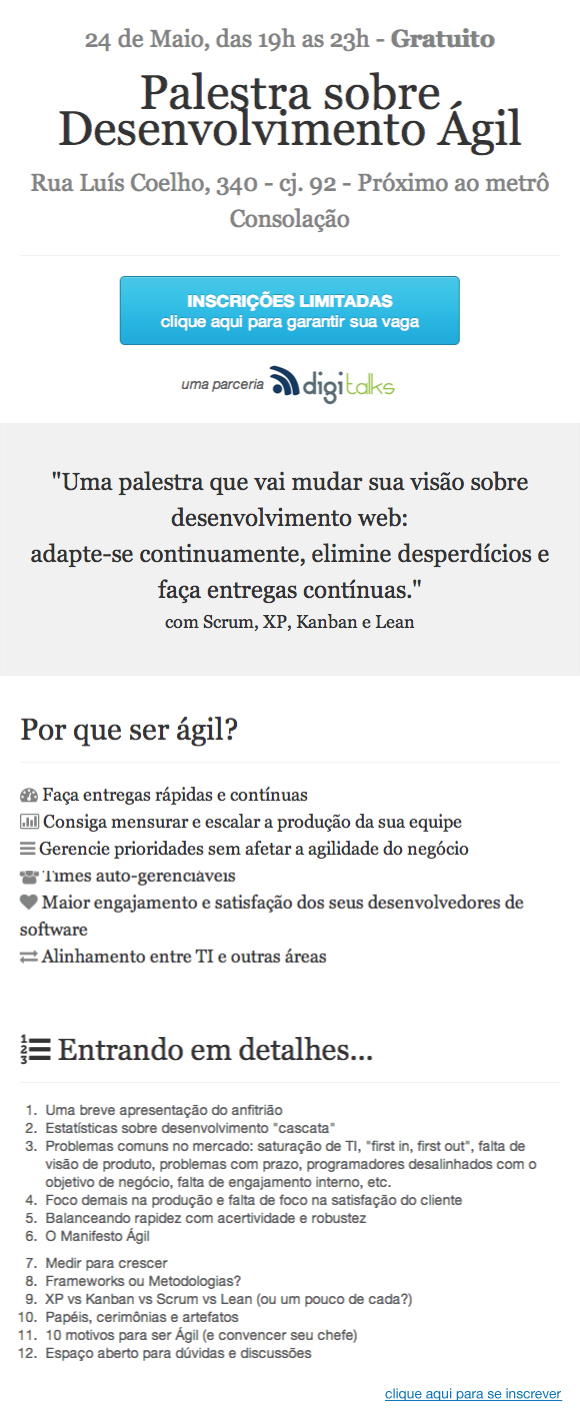 24 de Maio, das 19h as 23h - Gratuito
Palestra sobre
Desenvolvimento Ágil
Rua Luís Coelho, 340 - cj. 92 - Próximo ao metrô
Consolação
INSCRIÇÕES LIMITADAS
clique aqui para garantir sua vaga
uma parceria digitalks
"Uma palestra que vai mudar sua visão sobre
desenvolvimento web:
adapte-se continuamente, elimine desperdícios e
faça entregas contínuas."
com Scrum, XP, Kanban e Lean
Por que ser ágil?
Faça entregas rápidas e contínuas
Consiga mensurar e escalar a produção da sua equipe
Gerencie prioridades sem afetar a agilidade do negócio
Times auto-gerenciáveis
Maior engajamento e satisfação dos seus desenvolvedores de
software
Alinhamento entre TI e outras áreas
Entrando em detalhes...
1. Uma breve apresentação do anfitrião
2. Estatísticas sobre desenvolvimento "cascata"
3. Problemas comuns no mercado: saturação de TI, "first in, first out", falta de
visão de produto, problemas com prazo, programadores desalinhados com o
objetivo de negócio, falta de engajamento interno, etc.
4. Foco demais na produção e falta de foco na satisfação do cliente
5. Balanceando rapidez com acertividade e robustez
6. O Manifesto Ágil
7. Medir para crescer
8. Frameworks ou Metodologias?
9. XP vs Kanban vs Scrum vs Lean (ou um pouco de cada?)
10. Papéis, cerimônias e artefatos
11. 10 motivos para ser Ágil (e convencer seu chefe)
12. Espaço aberto para dúvidas e discussões
clique aqui para se inscrever